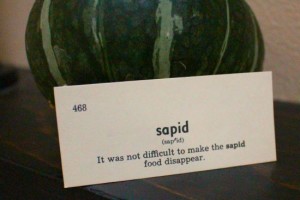 468
sapid
(sap'id)
It was not difficult to make the sapid
food disappear.